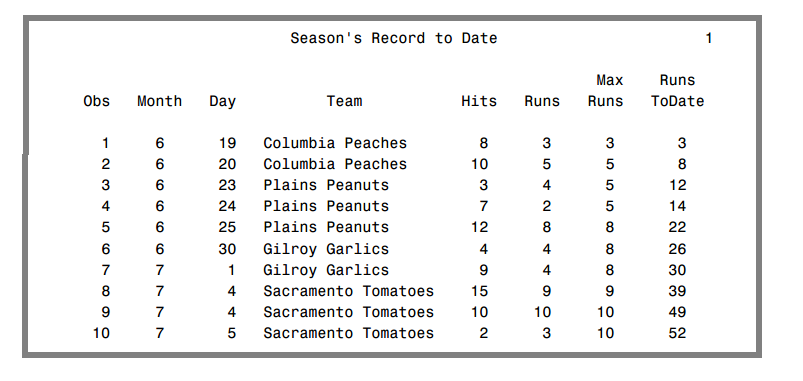 Season's Record to Date 1
Max Runs
Obs Month Day Team Hits Runs Runs ToDate
1 6 19 Columbia Peaches 8 3 3 3
2 6 20 Columbia Peaches 10 5 5 8
3 6 23 Plains Peanuts 3 4 5 12
4 6 24 Plains Peanuts 7 2 5 14
5 6 25 Plains Peanuts 12 8 8 22
6 6 30 Gilroy Garlics 4 4 8 26
7 7 1 Gilroy Garlics 9 4 8 30
8 7 4 Sacramento Tomatoes 15 9 9 39
9 7 4 Sacramento Tomatoes 10 10 10 49
10 7 5 Sacramento Tomatoes 2 3 10 52